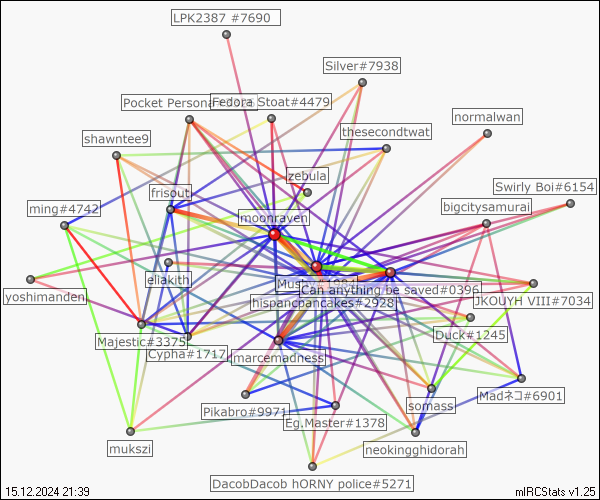 LPK2387 #7690
Silver#7938
Pocket Persona
Fedora Stoat#4479
normalwan
thesecondtwat
shawntee9
zebula
Swirly Boi#6154
frisout
ming#4742
bigcitysamurai
moonraven
eliakith
Can anything be saved#0396
yoshimanden
hispancpancakes#2928
JKOUYH VIII#7034
Majestic#3375
Duck#1245
Cypha#1717
marcemadness
Madネコ#6901
somass
Pikabro#9971
Eg.Master#1378
mukszi
neokingghidorah
DacobDacob hORNY police#5271
15.12.2024 21:39
mIRCStats v1.25